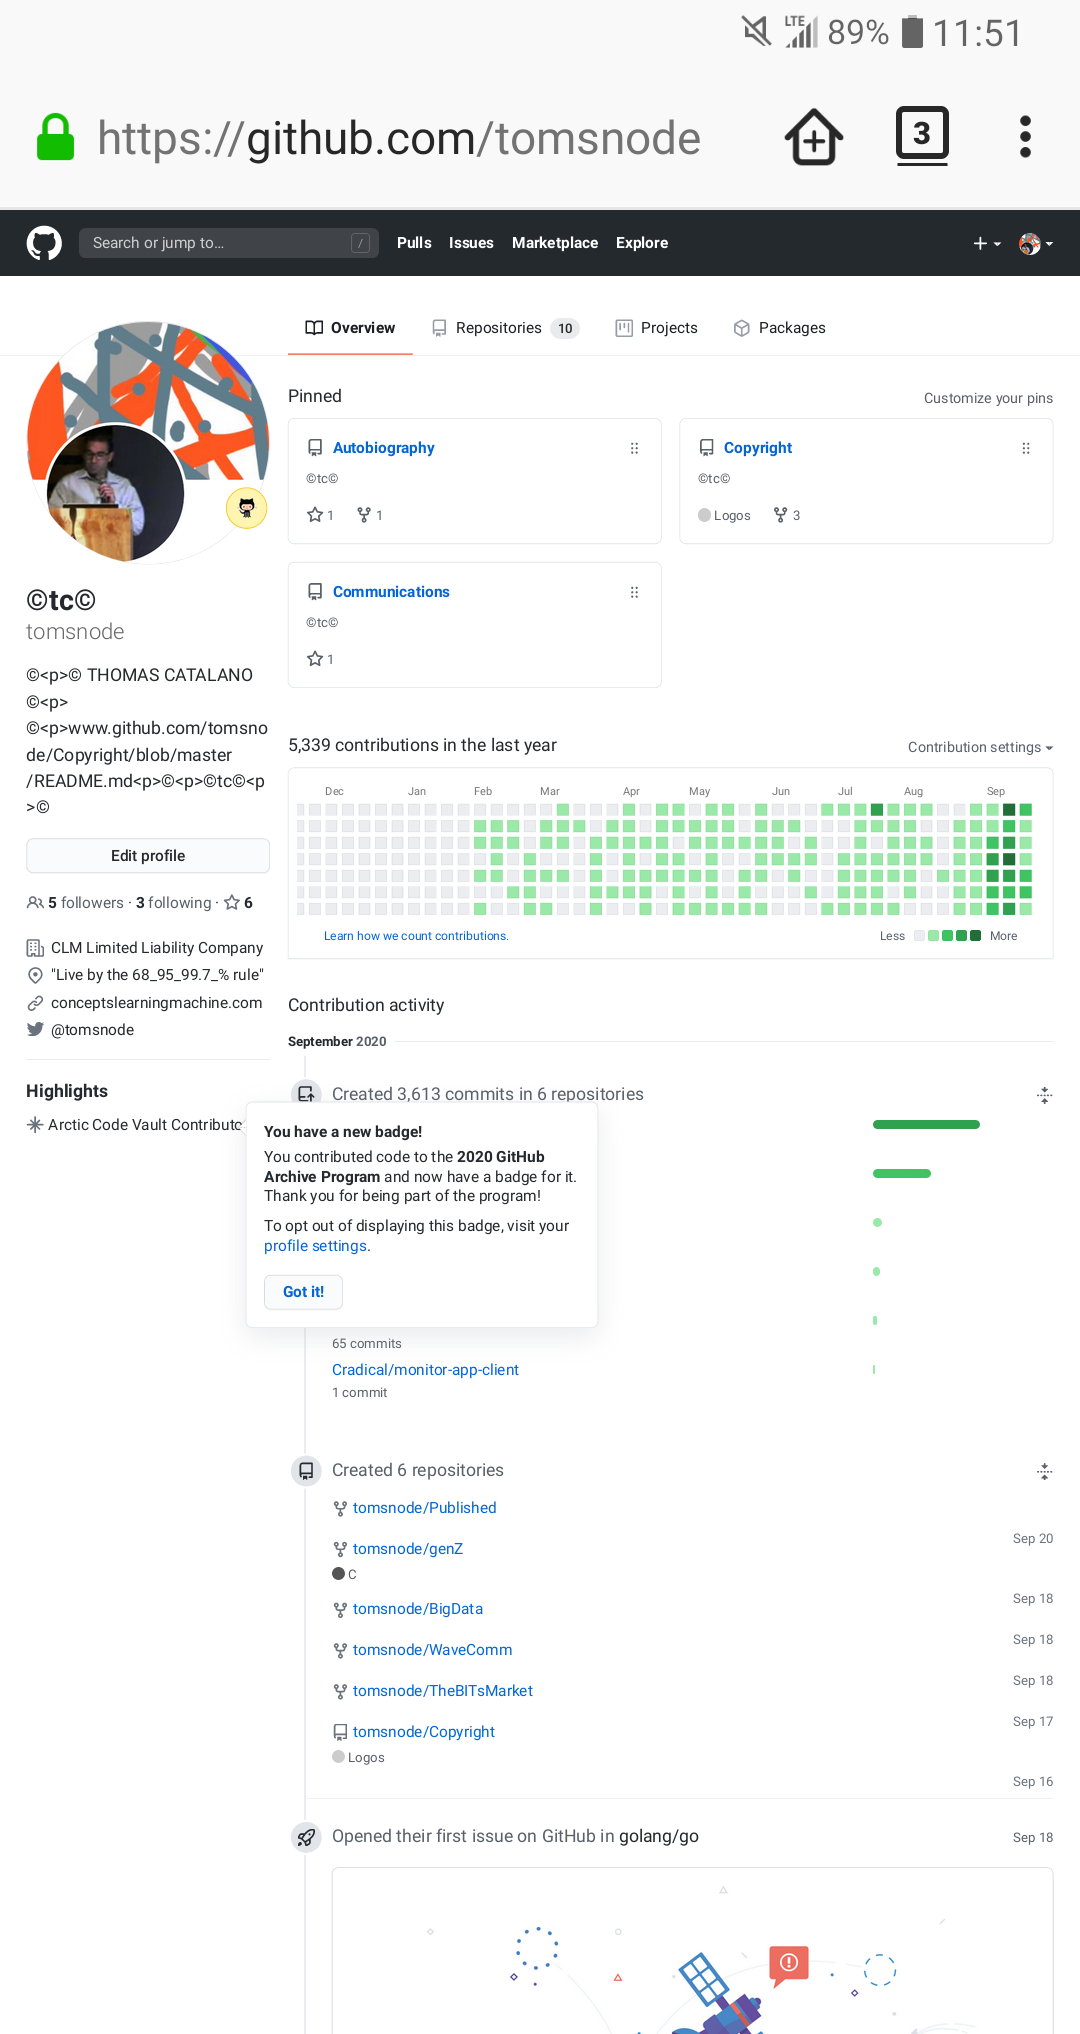 LTE 89% 11:51
https://github.com/tomsnode
3
Search or jump to… / Pulls Issues Marketplace Explore
Overview Repositories 10 Projects Packages
Pinned Customize your pins
Autobiography
©tc©
1 1
Copyright
©tc©
Logos 3
Communications
©tc©
1
©tc©
tomsnode
©<p>© THOMAS CATALANO
©<p>
©<p>www.github.com/tomsno
de/Copyright/blob/master
/README.md<p>©<p>©tc©<p
>©
Edit profile
5 followers · 3 following · 6
CLM Limited Liability Company
"Live by the 68_95_99.7_% rule"
conceptslearningmachine.com
@tomsnode
Highlights
Arctic Code Vault Contributo
5,339 contributions in the last year Contribution settings
Dec Jan Feb Mar Apr May Jun Jul Aug Sep
Learn how we count contributions. Less More
Contribution activity
September 2020
Created 3,613 commits in 6 repositories
You have a new badge!
You contributed code to the 2020 GitHub
Archive Program and now have a badge for it.
Thank you for being part of the program!
To opt out of displaying this badge, visit your
profile settings.
Got it!
65 commits
Cradical/monitor-app-client
1 commit
Created 6 repositories
tomsnode/Published
Sep 20
tomsnode/genZ
C
Sep 18
tomsnode/BigData
Sep 18
tomsnode/WaveComm
Sep 18
tomsnode/TheBITsMarket
Sep 17
tomsnode/Copyright
Logos
Sep 16
Opened their first issue on GitHub in golang/go Sep 18